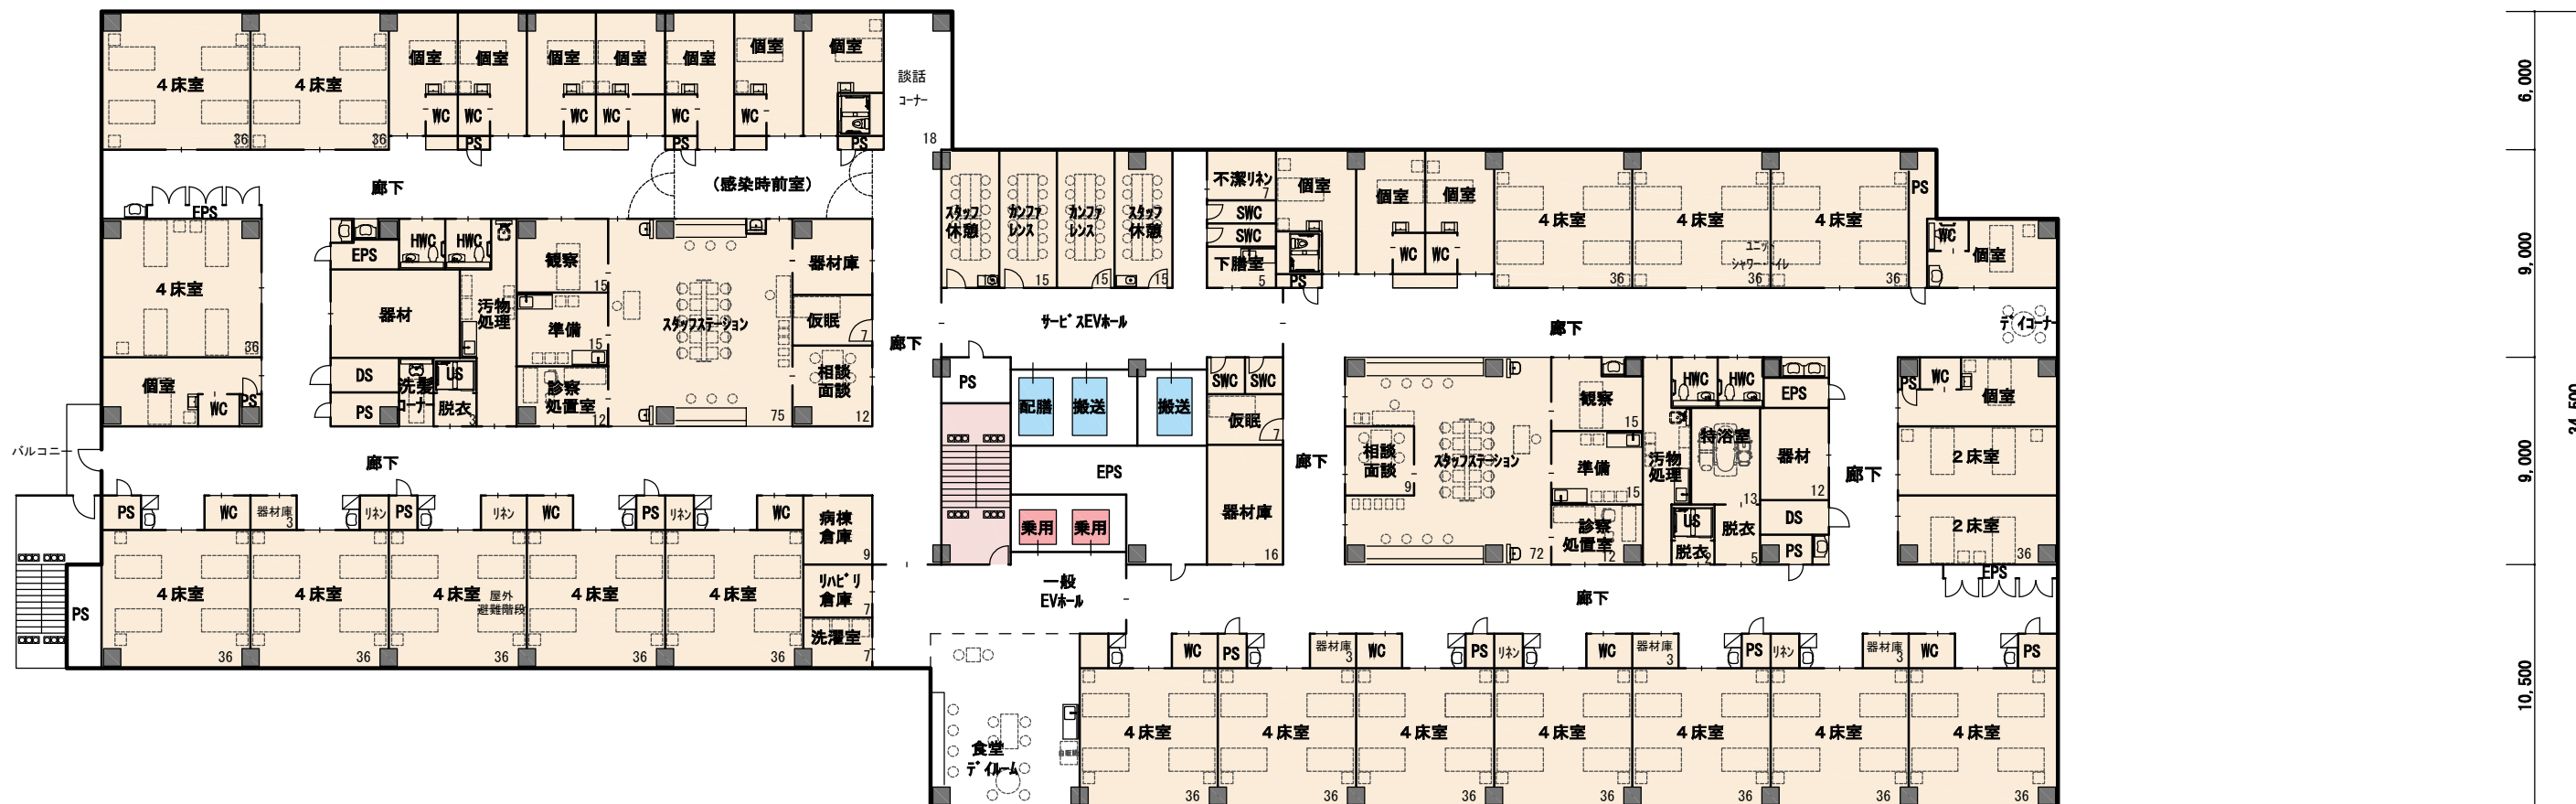 個室
個室
個室
個室
個室
個室
個室
4床室
4床室
談話
コーナー
WC
WC
WC
WC
WC
WC
36
36
PS
PS
PS
18
廊下
(感染時前室)
EPS
4床室
36
個室
WC
PS
EPS
HWC
HWC
器材
汚物
処理
DS
PS
洗髪
コーナー
US
脱衣
3
観察
15
準備
15
診察
処置室
12
スタッフステーション
75
器材庫
仮眠
7
相談
面談
12
廊下
バルコニー
廊下
PS
WC
器材庫
3
リネン
PS
リネン
WC
PS
リネン
WC
病棟
倉庫
9
リハビリ
倉庫
7
洗濯室
7
PS
4床室
4床室
4床室
屋外
避難階段
4床室
4床室
36
36
36
36
36
スタッフ
休憩
S
カンファ
レンス
15
カンファ
レンス
15
スタッフ
休憩
15
不潔リネン
7
SWC
SWC
下膳室
5
個室
PS
個室
個室
WC
WC
4床室
4床室
4床室
ユニット
シャワートイレ
36
36
36
PS
WC
個室
サービスEVホール
廊下
デイコーナー
PS
配膳
搬送
搬送
SWC
SWC
仮眠
7
EPS
乗用
乗用
器材庫
16
廊下
相談
面談
9
スタッフステーション
72
観察
15
準備
15
診察
処置室
12
HWC
HWC
EPS
汚物
処理
特浴室
13
器材
12
US
脱衣
2
脱衣
5
DS
PS
廊下
PS
WC
個室
2床室
2床室
36
EPS
一般
EVホール
廊下
WC
PS
器材庫
3
WC
PS
リネン
WC
器材庫
3
PS
リネン
器材庫
3
WC
PS
食堂
デイルーム
4床室
4床室
4床室
4床室
4床室
4床室
4床室
36
36
36
36
36
36
36
6,000
9,000
9,000
10,500
34,500